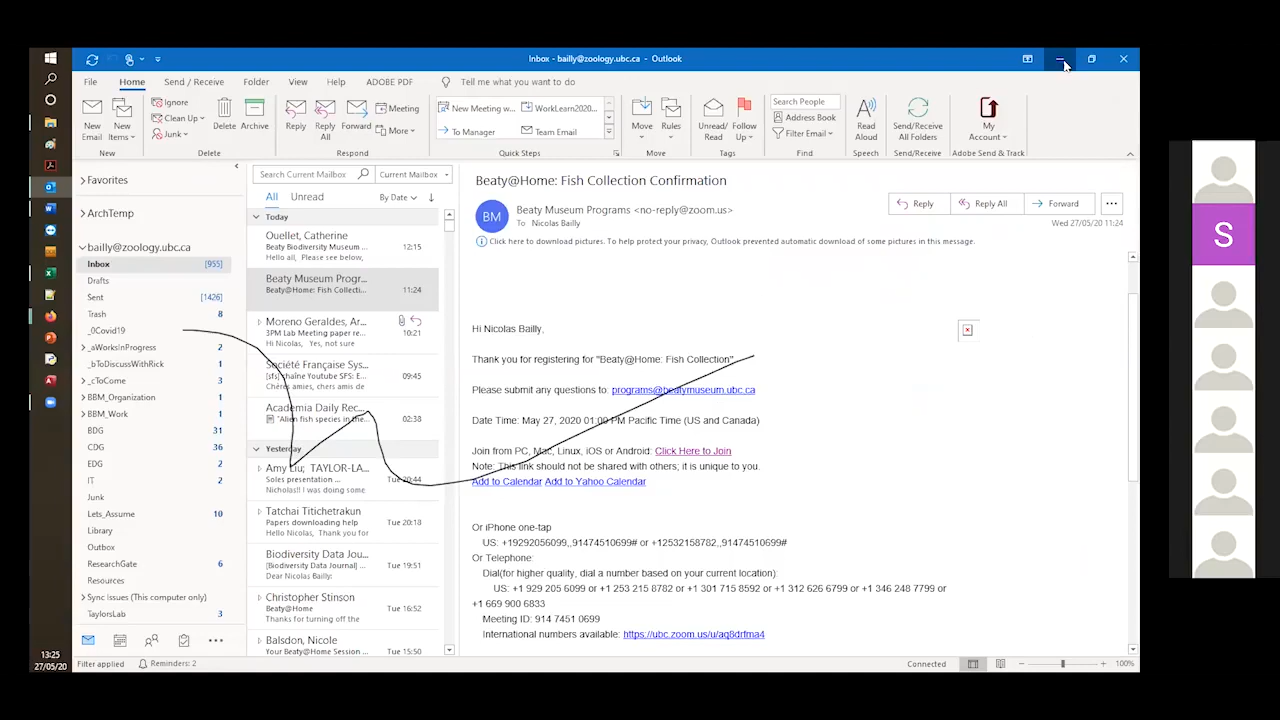 Inbox - bailly@zoology.ubc.ca - Outlook
File Home Send / Receive Folder View Help ADOBE PDF Tell me what you want to do
New Email
New Items
New
Ignore
Clean Up
Junk
Delete
Archive
Delete
Reply
Reply All
Forward
Meeting
More
Respond
New Meeting w...
WorkLearn2020...
To Manager
Team Email
Quick Steps
Move
Rules
Move
Unread/ Read
Follow Up
Tags
Search People
Address Book
Filter Email
Find
Read Aloud
Speech
Send/Receive All Folders
Send/Receive
My Account
Adobe Send & Track
Favorites
ArchTemp
bailly@zoology.ubc.ca
Inbox [955]
Drafts
Sent [1426]
Trash 8
_0Covid19
_aWorksInProgress 2
_bToDiscussWithRick 1
_cToCome 3
BBM_Organization 1
BBM_Work 1
BDG 31
CDG 36
EDG 2
IT 2
Junk
Lets_Assume 10
Library
Outbox
ResearchGate 6
Resources
Sync Issues (This computer only)
TaylorsLab 3
Search Current Mailbox Current Mailbox
All Unread By Date
Today
Ouellet, Catherine
Beaty Biodiversity Museum ... 12:15
Hello all, Please see below,
Beaty Museum Progr...
Beaty@Home: Fish Collecti... 11:24
Moreno Geraldes, Ar...
3PM Lab Meeting paper re... 10:21
Hi Nicolas, Yes, not sure
Société Française Sys...
[sfs] chaîne Youtube SFS: E... 09:45
Chères amies, chers amis de
Academia Daily Rec...
"Alien fish species in the... 02:38
Yesterday
Amy Liu; TAYLOR-LA...
Soles presentation ... Tue 20:44
Nicholas!! I was doing some
Tatchai Titichetrakun
Papers downloading help Tue 20:18
Hello Nicolas, Thank you for
Biodiversity Data Jou...
[Biodiversity Data Journal] ... Tue 19:51
Dear Nicolas Bailly:
Christopher Stinson
Beaty@Home Tue 16:52
Thanks for turning off the
Balsdon, Nicole
Your Beaty@Home Session ... Tue 15:50
Beaty@Home: Fish Collection Confirmation
BM
Beaty Museum Programs <no-reply@zoom.us>
To Nicolas Bailly
Reply Reply All Forward
Wed 27/05/20 11:24
Click here to download pictures. To help protect your privacy, Outlook prevented automatic download of some pictures in this message.
Hi Nicolas Bailly,
Thank you for registering for "Beaty@Home: Fish Collection".
Please submit any questions to: programs@beatymuseum.ubc.ca
Date Time: May 27, 2020 01:00 PM Pacific Time (US and Canada)
Join from PC, Mac, Linux, iOS or Android: Click Here to Join
Note: This link should not be shared with others; it is unique to you.
Add to Calendar Add to Yahoo Calendar
Or iPhone one-tap
US: +19292056099,,91474510699# or +12532158782,,91474510699#
Or Telephone:
Dial(for higher quality, dial a number based on your current location):
US: +1 929 205 6099 or +1 253 215 8782 or +1 301 715 8592 or +1 312 626 6799 or +1 346 248 7799 or
+1 669 900 6833
Meeting ID: 914 7451 0699
International numbers available: https://ubc.zoom.us/u/aq8drfma4
S
13:25
27/05/20
Filter applied Reminders: 2 Connected 100%